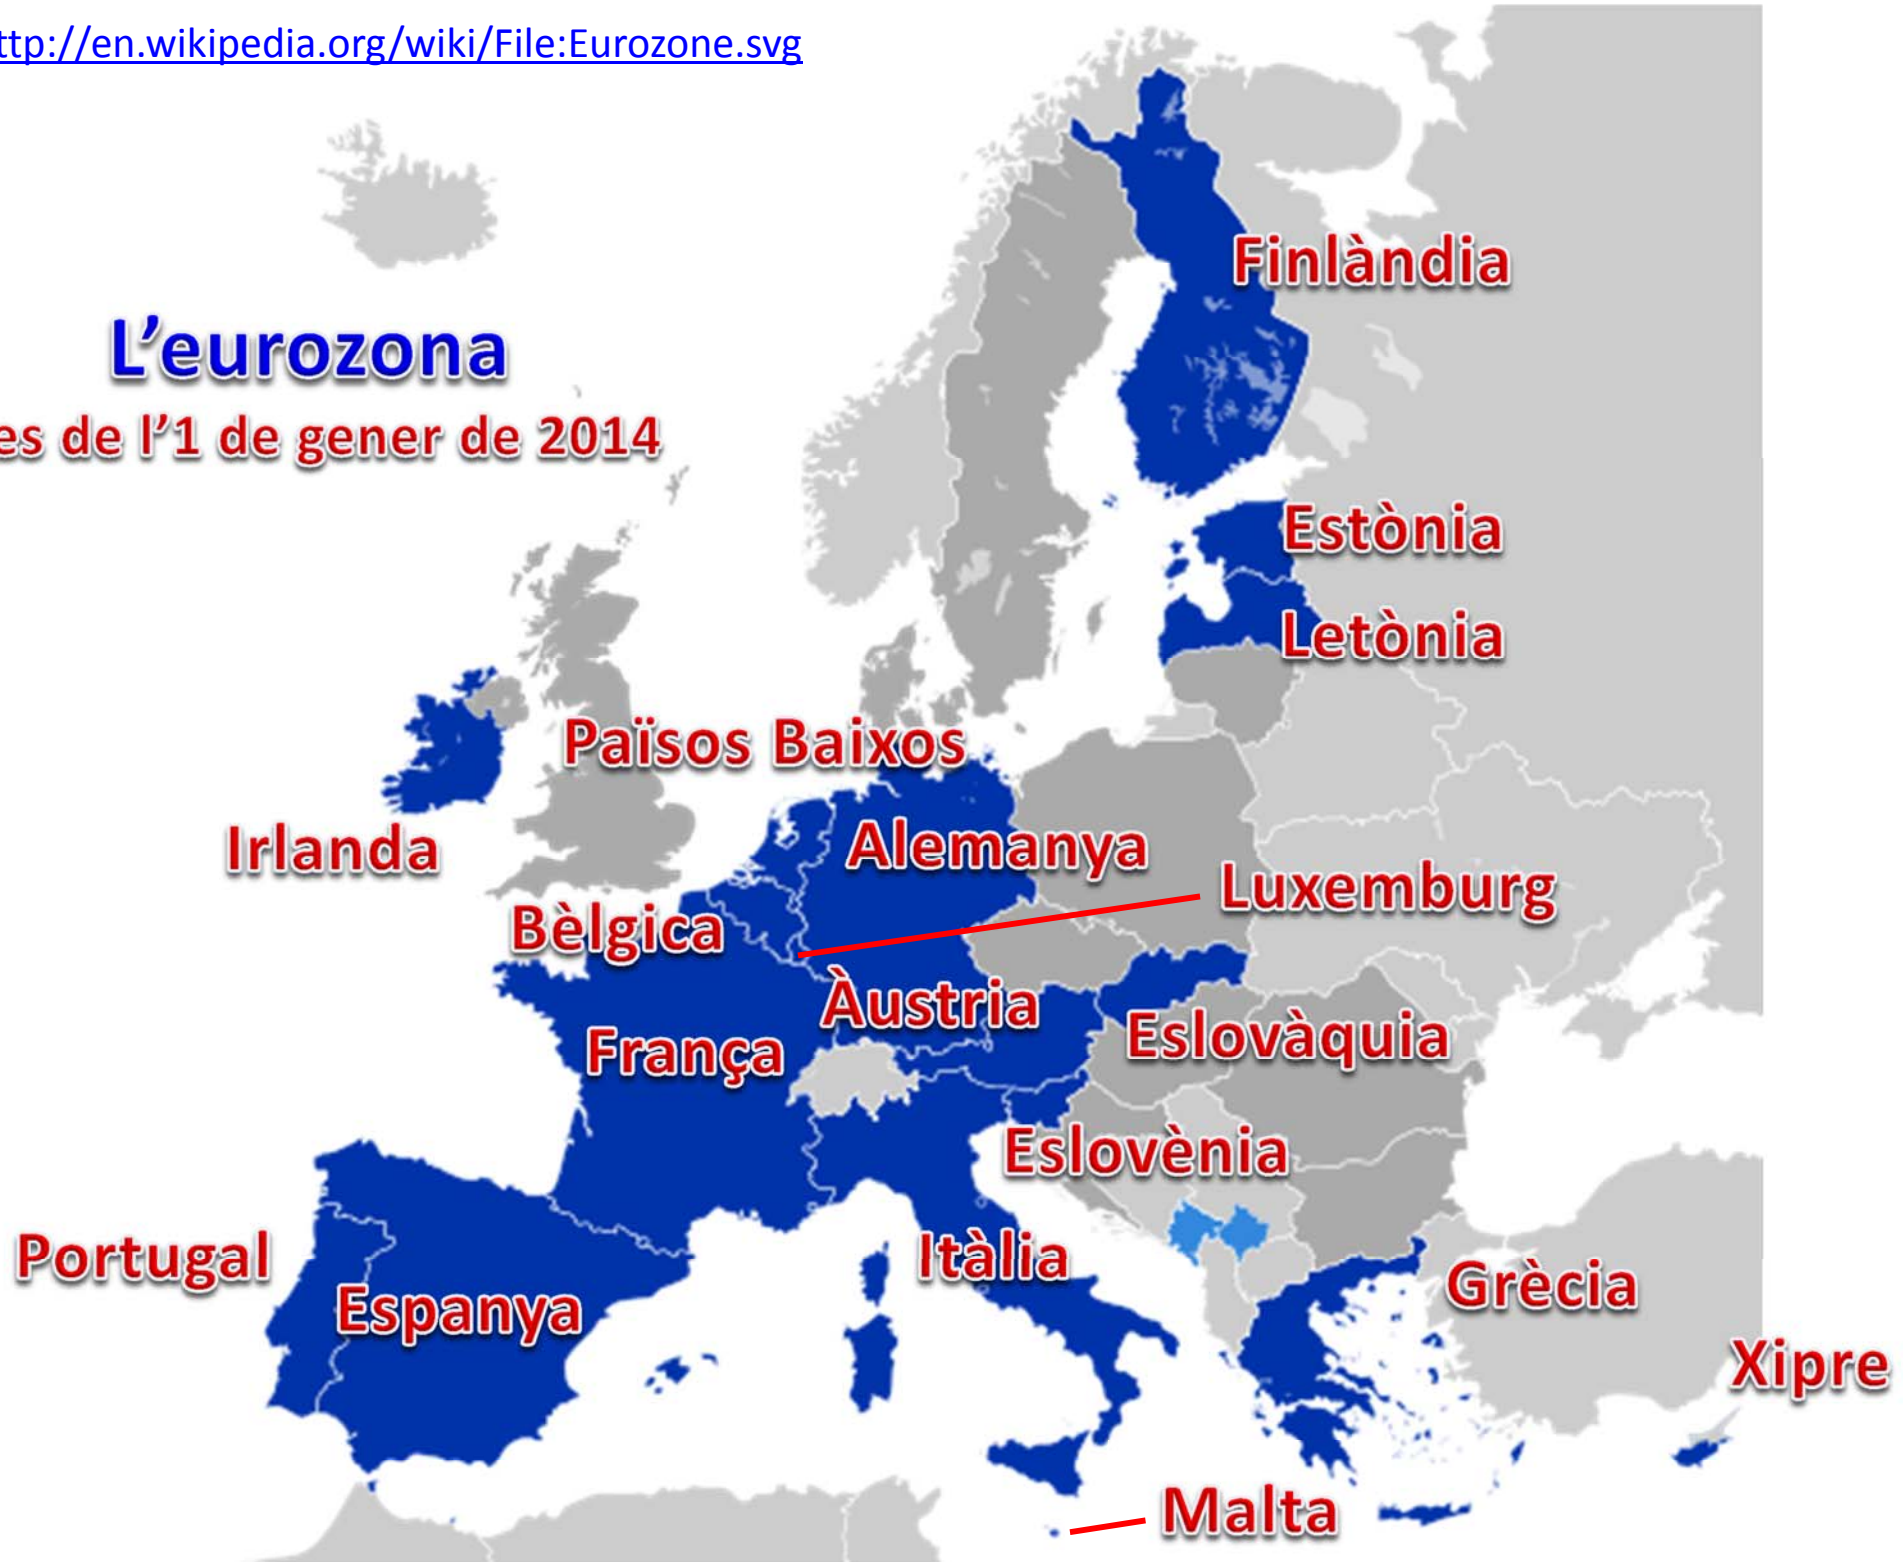 ttp://en.wikipedia.org/wiki/File:Eurozone.svg
L’eurozona
es de l’1 de gener de 2014
Finlàndia
Estònia
Letònia
Països Baixos
Irlanda
Alemanya
Luxemburg
Bèlgica
Àustria
Eslovàquia
França
Eslovènia
Portugal
Itàlia
Grècia
Espanya
Xipre
Malta